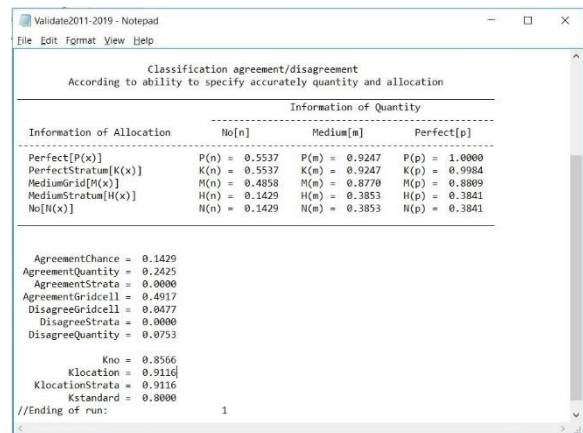 Validate2011-2019 - Notepad
File Edit Format View Help
Classification agreement/disagreement
According to ability to specify accurately quantity and allocation
Information of Quantity
Information of Allocation No[n] Medium[m] Perfect[p]
Perfect[P(x)] P(n) = 0.5537 P(m) = 0.9247 P(p) = 1.0000
PerfectStratum[K(x)] K(n) = 0.5537 K(m) = 0.9247 K(p) = 0.9984
MediumGrid[M(x)] M(n) = 0.4858 M(m) = 0.8770 M(p) = 0.8809
MediumStratum[H(x)] H(n) = 0.1429 H(m) = 0.3853 H(p) = 0.3841
No[N(x)] N(n) = 0.1429 N(m) = 0.3853 N(p) = 0.3841
AgreementChance = 0.1429
AgreementQuantity = 0.2425
AgreementStrata = 0.0000
AgreementGridcell = 0.4917
DisagreeGridcell = 0.0477
DisagreeStrata = 0.0000
DisagreeQuantity = 0.0753
Kno = 0.8566
Klocation = 0.9116
KlocationStrata = 0.9116
Kstandard = 0.8000
//Ending of run: 1